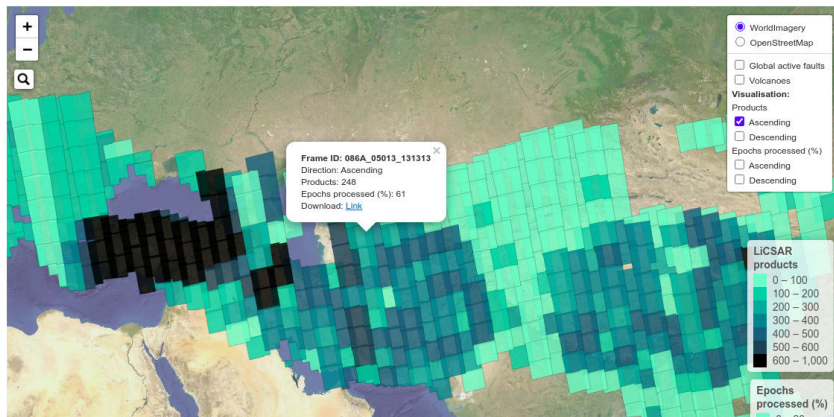 +
−
Frame ID: 086A_05013_131313
Direction: Ascending
Products: 248
Epochs processed (%): 61
Download: Link
×
WorldImagery
OpenStreetMap
Global active faults
Volcanoes
Visualisation:
Products
Ascending
Descending
Epochs processed (%)
Ascending
Descending
LiCSAR
products
0 – 100
100 – 200
200 – 300
300 – 400
400 – 500
500 – 600
600 – 1,000
Epochs
processed (%)